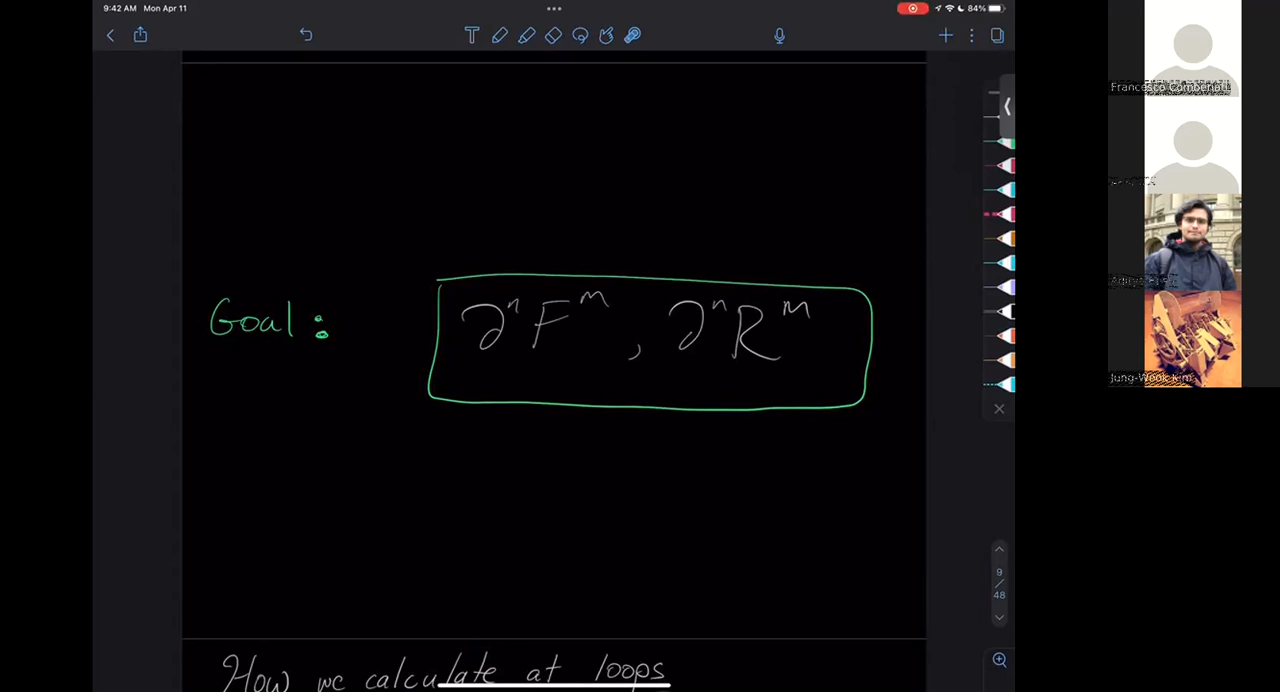 9:42 AM Mon Apr 11
84%
Goal: ∂ⁿFᵐ, ∂ⁿRᵐ
9
/
48
How we calculate at loops
Francesco
Jung-Wook Kim